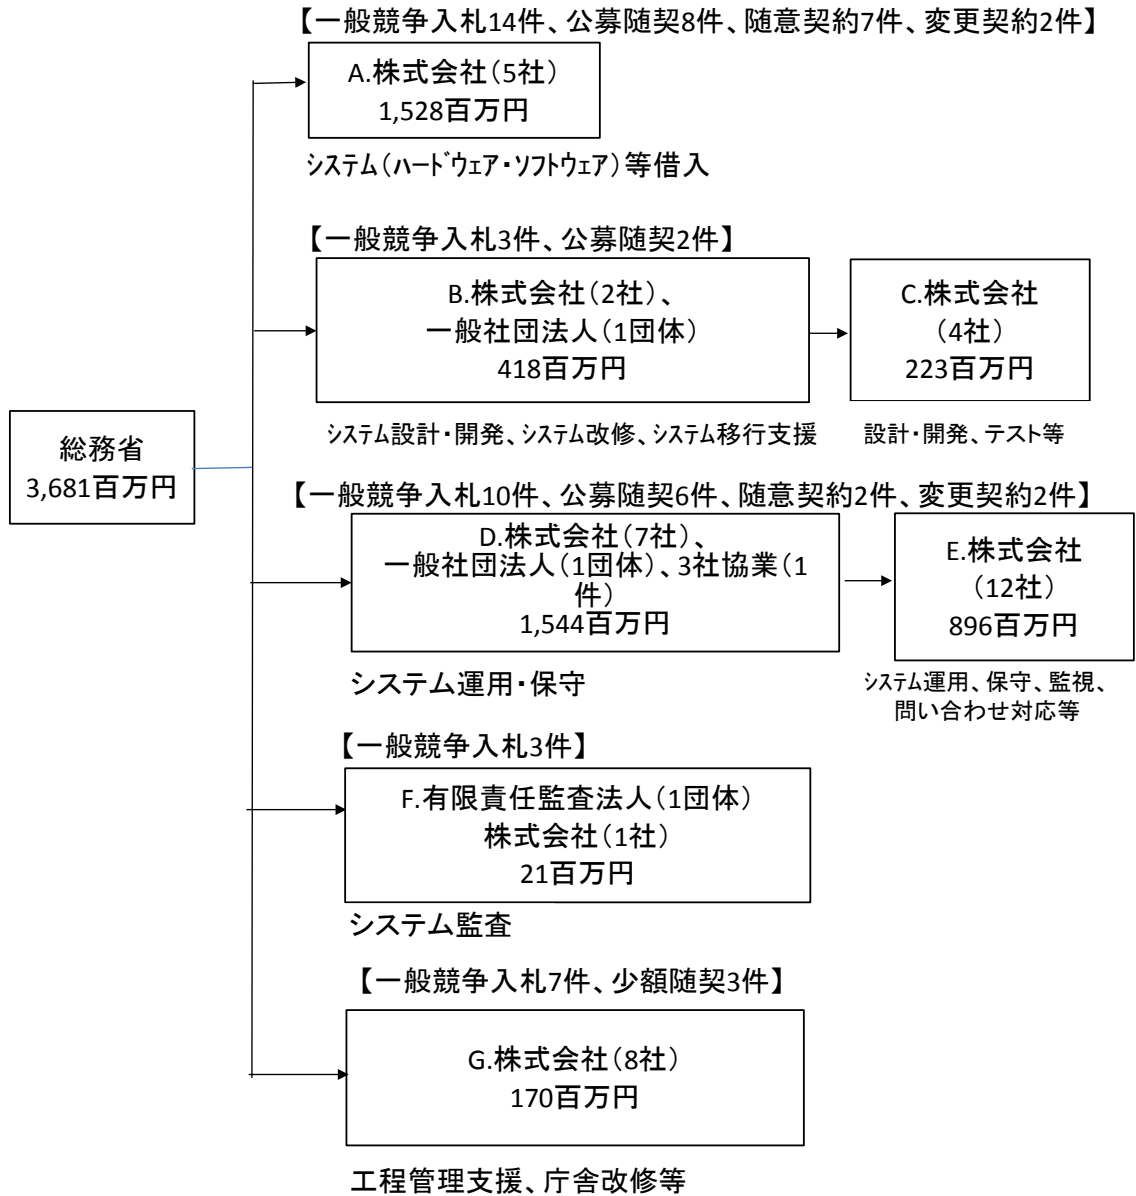 【一般競争入札14件、公募随契8件、随意契約7件、変更契約2件】
A.株式会社(5社)
1,528百万円
システム(ハードウェア・ソフトウェア)等借入
【一般競争入札3件、公募随契2件】
B.株式会社(2社)、
一般社団法人(1団体)
418百万円
C.株式会社
(4社)
223百万円
システム設計・開発、システム改修、システム移行支援
設計・開発、テスト等
総務省
3,681百万円
【一般競争入札10件、公募随契6件、随意契約2件、変更契約2件】
D.株式会社(7社)、
一般社団法人(1団体)、3社協業(1
件)
1,544百万円
E.株式会社
(12社)
896百万円
システム運用・保守
システム運用、保守、監視、
問い合わせ対応等
【一般競争入札3件】
F.有限責任監査法人(1団体)
株式会社(1社)
21百万円
システム監査
【一般競争入札7件、少額随契3件】
G.株式会社(8社)
170百万円
工程管理支援、庁舎改修等